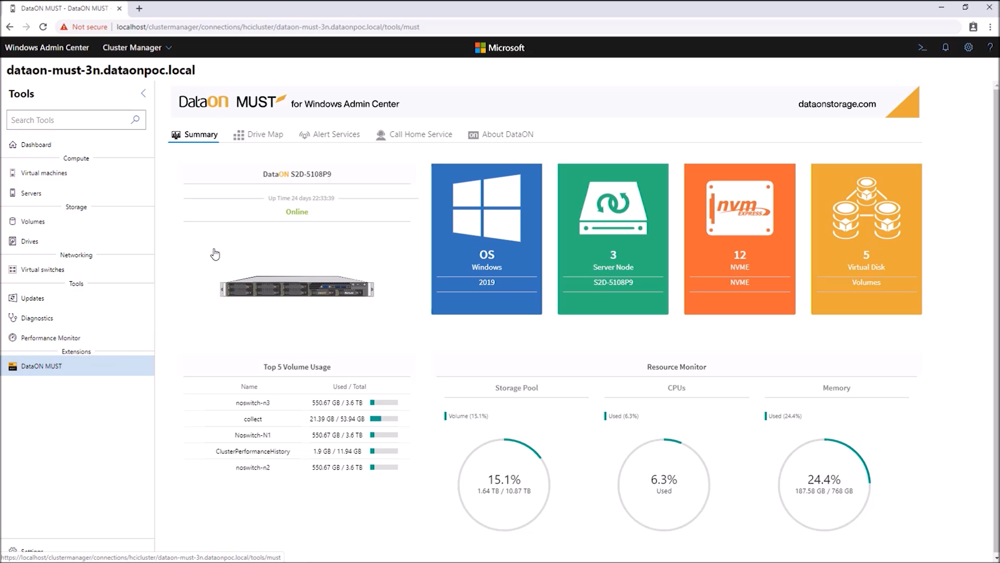 DataON MUST - DataON MUST -
Not secure | localhost/clustermanager/connections/hcicluster/dataon-must-3n.dataonpoc.local/tools/must
Windows Admin Center Cluster Manager Microsoft
dataon-must-3n.dataonpoc.local
Tools
Search Tools
Dashboard
Compute
Virtual machines
Servers
Storage
Volumes
Drives
Networking
Virtual switches
Tools
Updates
Diagnostics
Performance Monitor
Extensions
DataON MUST
Settings
DataON MUST for Windows Admin Center dataonstorage.com
Summary Drive Map Alert Services Call Home Service on About DataON
DataON S2D-5108P9
Up Time 24 days 22:33:39
Online
OS
Windows
2019
3
Server Node
S2D-5108P9
nvm
EXPRESS
12
NVME
NVME
5
Virtual Disk
Volumes
Top 5 Volume Usage
Name Used / Total
noswitch-n3 550.67 GB / 3.6 TB
collect 21.39 GB / 53.94 GB
Noswitch-N1 550.67 GB / 3.6 TB
ClusterPerformanceHistory 1.9 GB / 11.94 GB
noswitch-n2 550.67 GB / 3.6 TB
Resource Monitor
Storage Pool
Volume (15.1%)
15.1%
1.64 TB / 10.87 TB
CPUs
Used (6.3%)
6.3%
Used
Memory
Used (24.4%)
24.4%
187.58 GB / 768 GB
https://localhost/clustermanager/connections/hcicluster/dataon-must-3n.dataonpoc.local/tools/must